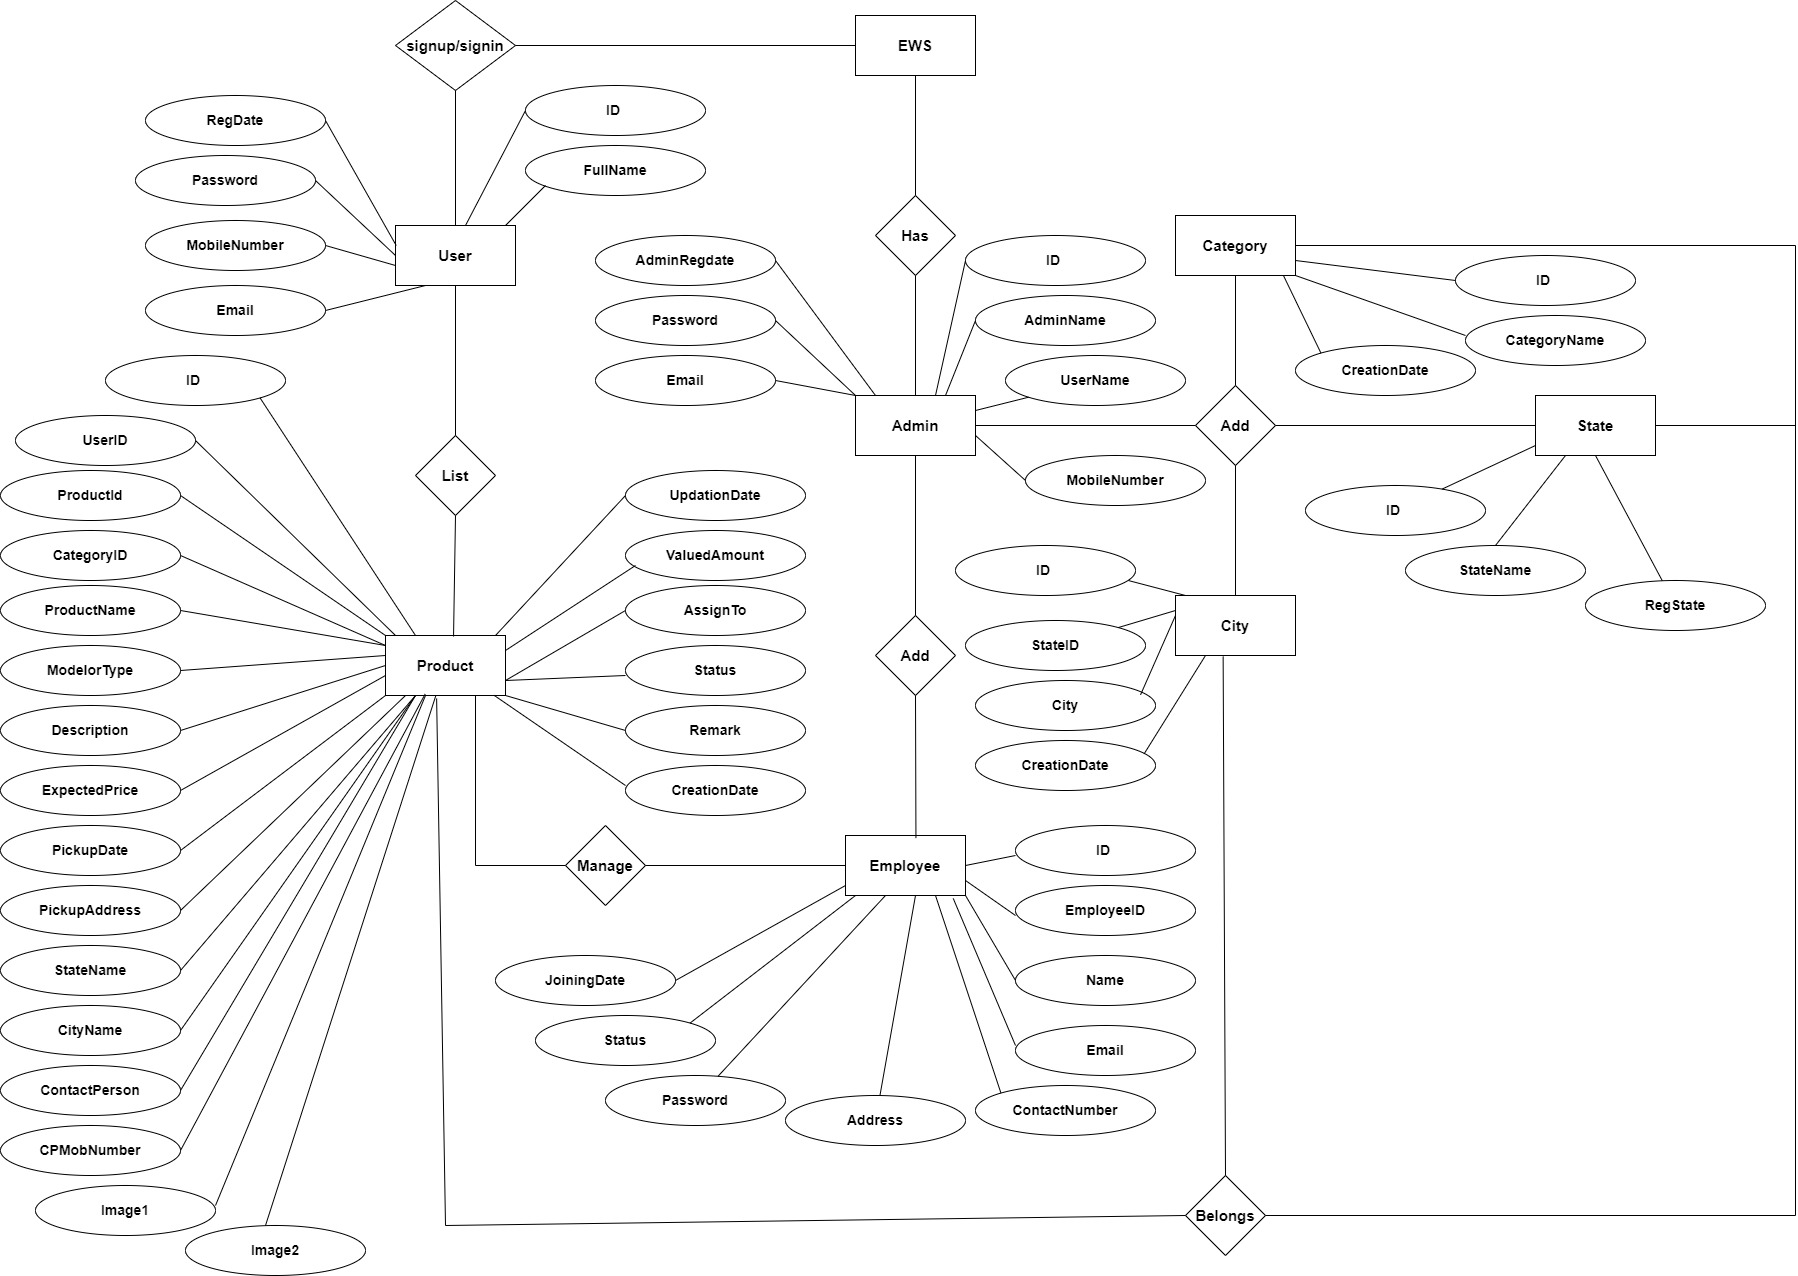 signup/signin
EWS
RegDate
ID
Password
FullName
MobileNumber
User
Email
Has
Category
AdminRegdate
ID
ID
Password
AdminName
CategoryName
Email
UserName
CreationDate
Admin
Add
State
MobileNumber
ID
StateName
RegState
ID
UserID
List
ProductId
UpdationDate
CategoryID
ValuedAmount
ProductName
AssignTo
ModelorType
Product
Status
Description
Remark
ExpectedPrice
CreationDate
PickupDate
PickupAddress
StateName
CityName
ContactPerson
CPMobNumber
Image1
Image2
Add
ID
City
StateID
City
CreationDate
Manage
Employee
ID
EmployeeID
JoiningDate
Name
Status
Email
Password
Address
ContactNumber
Belongs